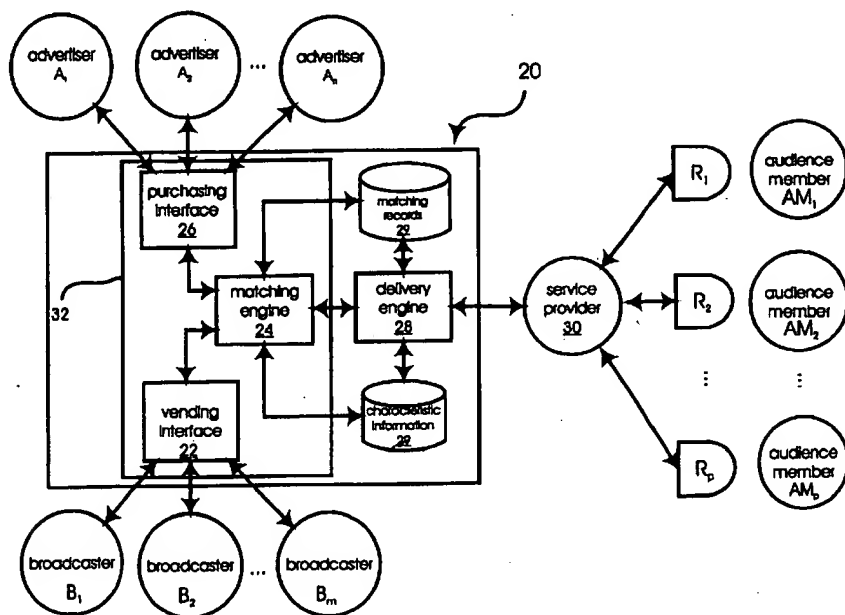 advertiser
A₁
advertiser
A₂
...
advertiser
Aₙ
20
purchasing
interface
26
matching
records
29
R₁
audience
member
AM₁
32
matching
engine
24
delivery
engine
28
service
provider
30
R₂
audience
member
AM₂
vending
interface
22
characteristic
information
29
...
...
Rₚ
audience
member
AMₚ
broadcaster
B₁
broadcaster
B₂
...
broadcaster
Bₘ